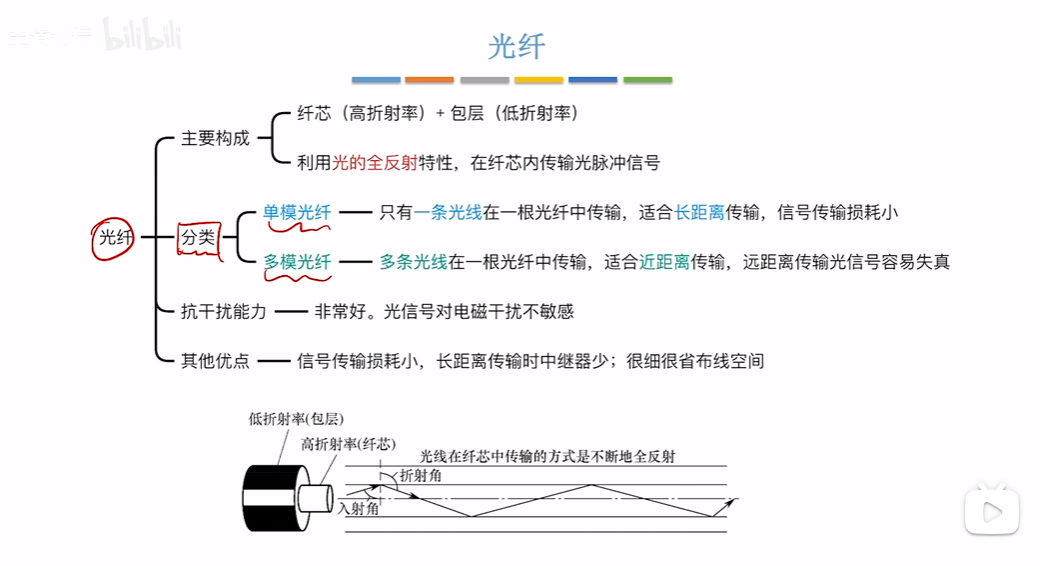 bilibili
光纤
纤芯（高折射率）+ 包层（低折射率）
主要构成
利用光的全反射特性，在纤芯内传输光脉冲信号
单模光纤 只有一条光线在一根光纤中传输，适合长距离传输，信号传输损耗小
光纤 分类
多模光纤 多条光线在一根光纤中传输，适合近距离传输，远距离传输光信号容易失真
抗干扰能力 非常好。光信号对电磁干扰不敏感
其他优点 信号传输损耗小，长距离传输时中继器少；很细很省布线空间
低折射率(包层)
高折射率(纤芯)
光线在纤芯中传输的方式是不断地全反射
折射角
入射角